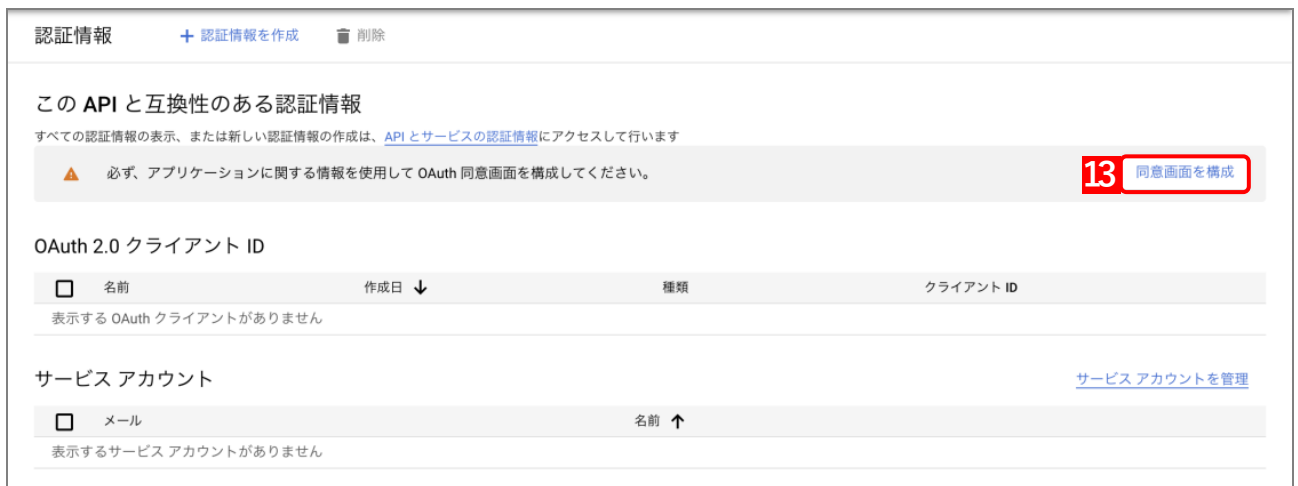 認証情報 + 認証情報を作成 削除
この API と互換性のある認証情報
すべての認証情報の表示、または新しい認証情報の作成は、API とサービスの認証情報にアクセスして行います
必ず、アプリケーションに関する情報を使用して OAuth 同意画面を構成してください。 13 同意画面を構成
OAuth 2.0 クライアント ID
名前 作成日 ↓ 種類 クライアント ID
表示する OAuth クライアントがありません
サービス アカウント サービス アカウントを管理
メール 名前 ↑
表示するサービス アカウントがありません